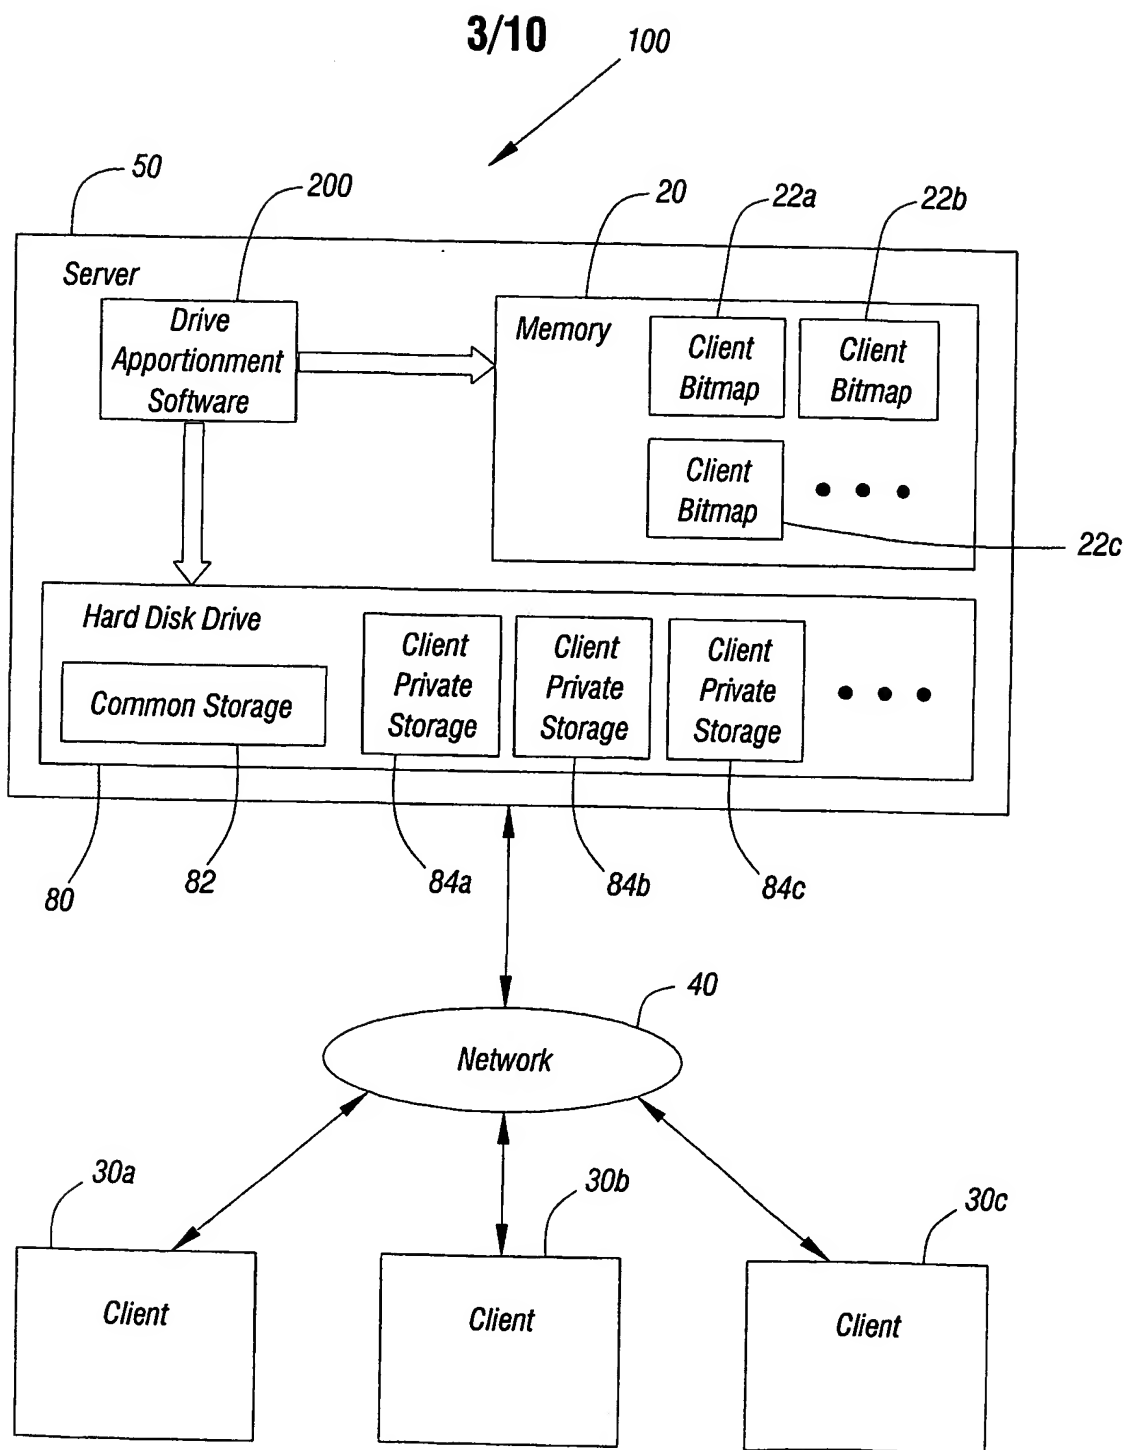 3/10
100
50
200
20
22a
22b
Server
Drive
Apportionment
Software
Memory
Client
Bitmap
Client
Bitmap
Client
Bitmap
22c
Hard Disk Drive
Common Storage
Client
Private
Storage
Client
Private
Storage
Client
Private
Storage
80
82
84a
84b
84c
40
Network
30a
30b
30c
Client
Client
Client